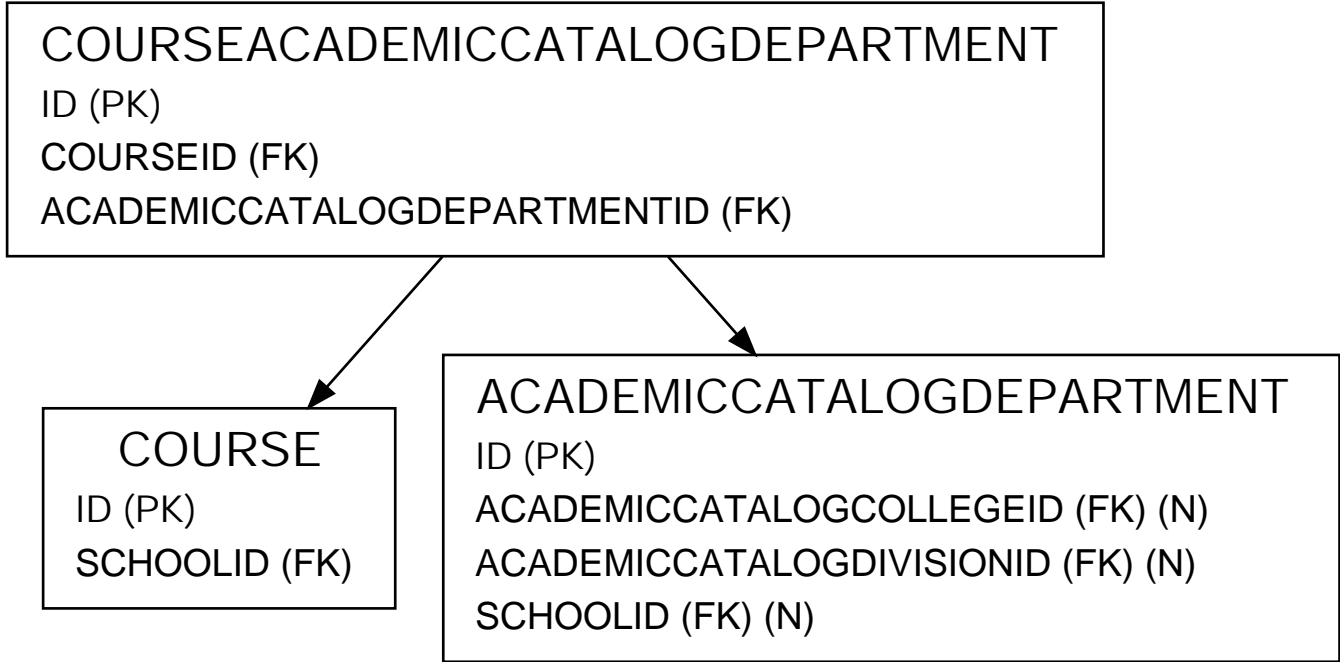 COURSEACADEMICCATALOGDEPARTMENT
ID (PK)
COURSEID (FK)
ACADEMICCATALOGDEPARTMENTID (FK)
COURSE
ID (PK)
SCHOOLID (FK)
ACADEMICCATALOGDEPARTMENT
ID (PK)
ACADEMICCATALOGCOLLEGEID (FK) (N)
ACADEMICCATALOGDIVISIONID (FK) (N)
SCHOOLID (FK) (N)